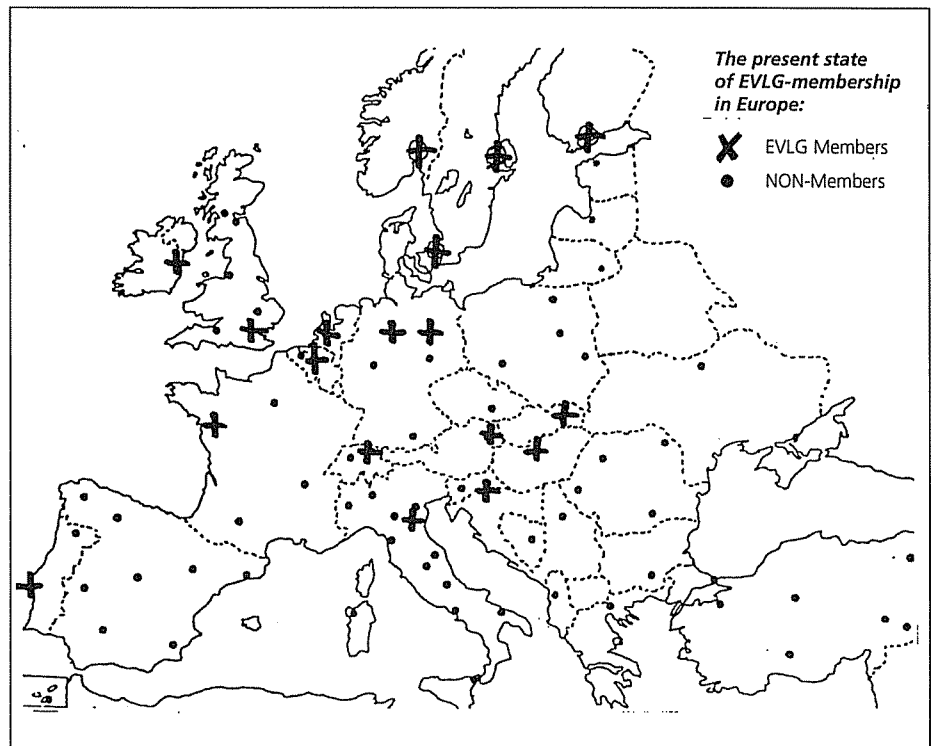 The present state
of EVLG-membership
in Europe:
EVLG Members
NON-Members